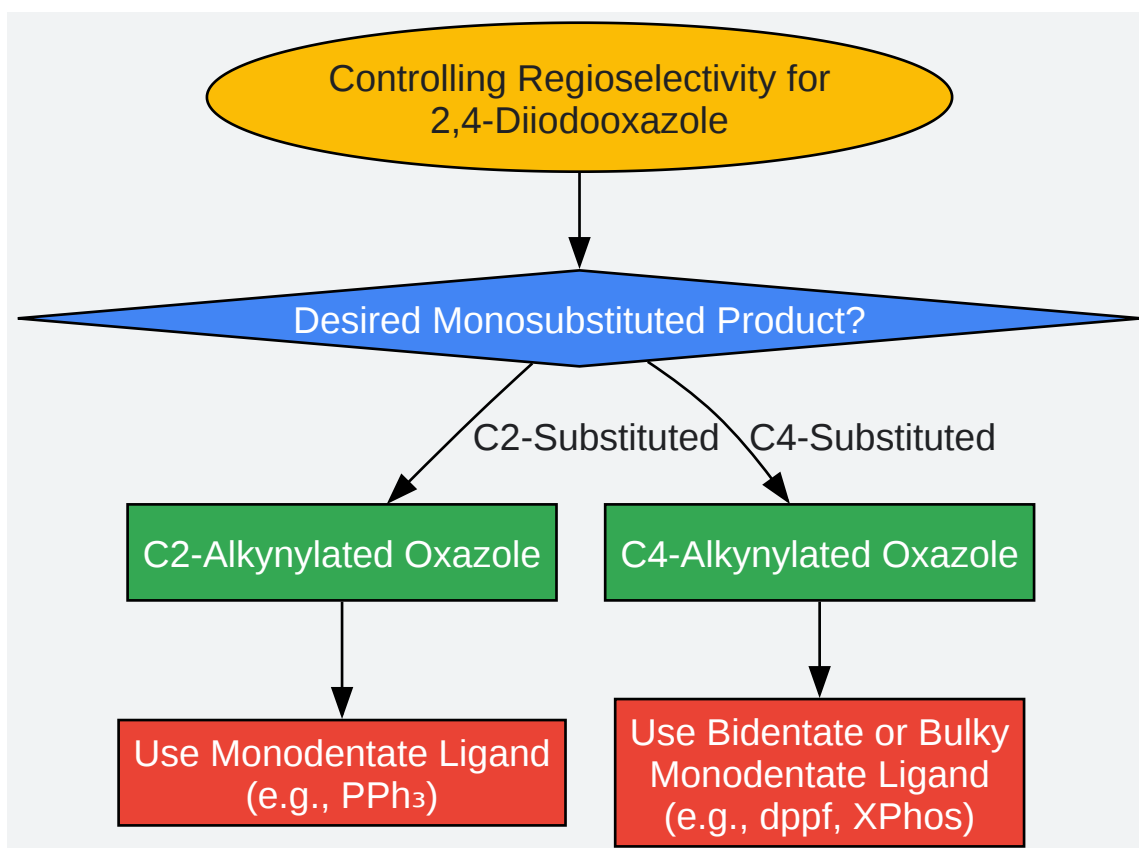 Controlling Regioselectivity for
2,4-Diiodooxazole
Desired Monosubstituted Product?
C2-Substituted
C4-Substituted
C2-Alkynylated Oxazole
C4-Alkynylated Oxazole
Use Monodentate Ligand
(e.g., PPh₃)
Use Bidentate or Bulky
Monodentate Ligand
(e.g., dppf, XPhos)